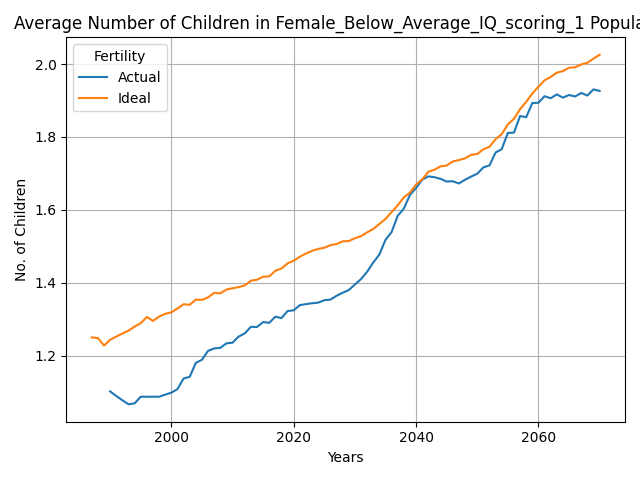 Average Number of Children in Female_Below_Average_IQ_scoring_1 Popula
Fertility
Actual
Ideal
No. of Children
2.0
1.8
1.6
1.4
1.2
2000 2020 2040 2060
Years